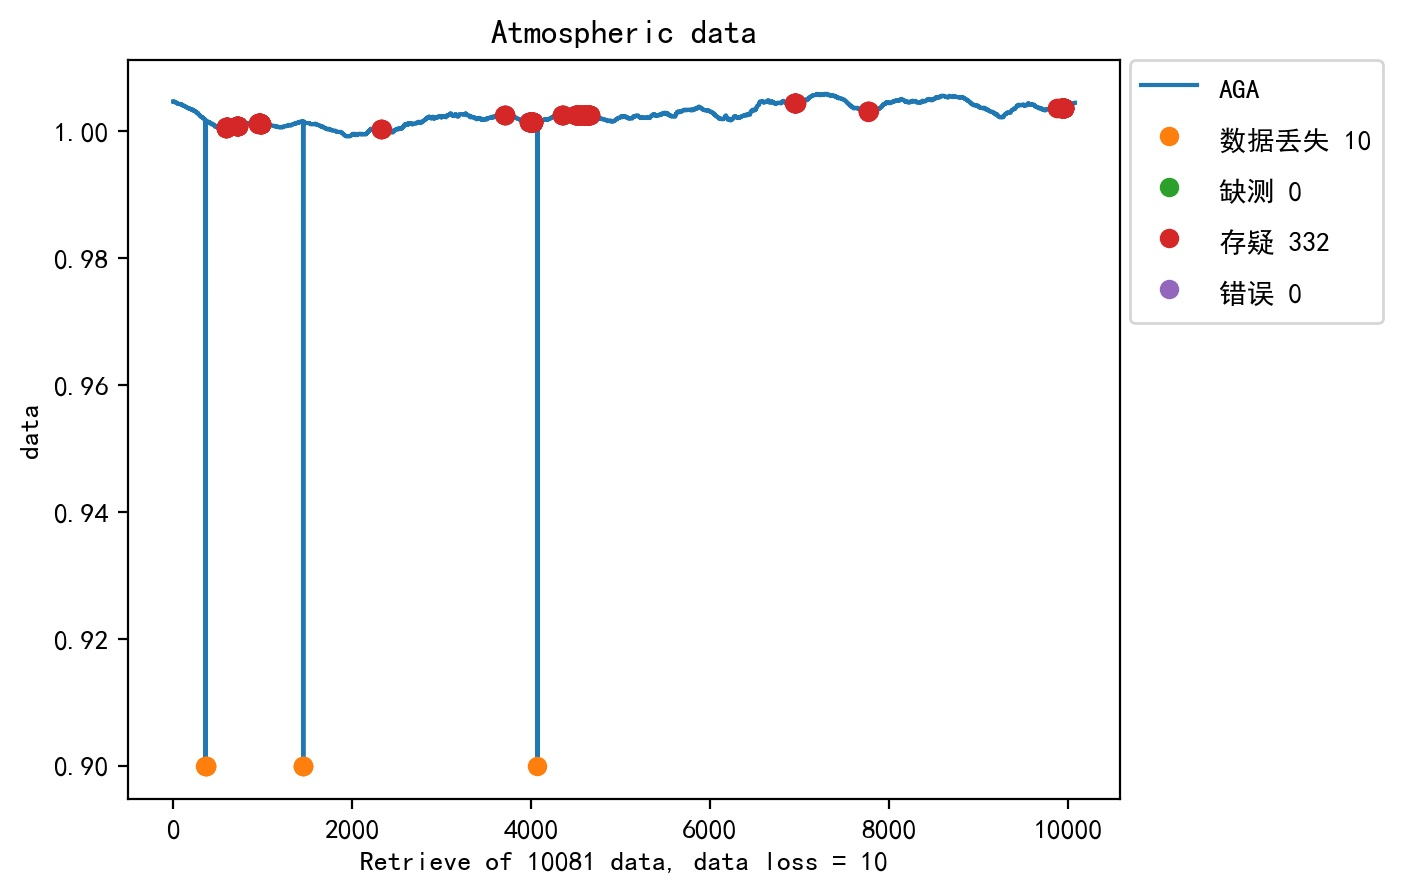 Atmospheric data
AGA
数据丢失 10
缺测 0
存疑 332
错误 0
1.00
0.98
0.96
0.94
0.92
0.90
data
0 2000 4000 6000 8000 10000
Retrieve of 10081 data, data loss = 10